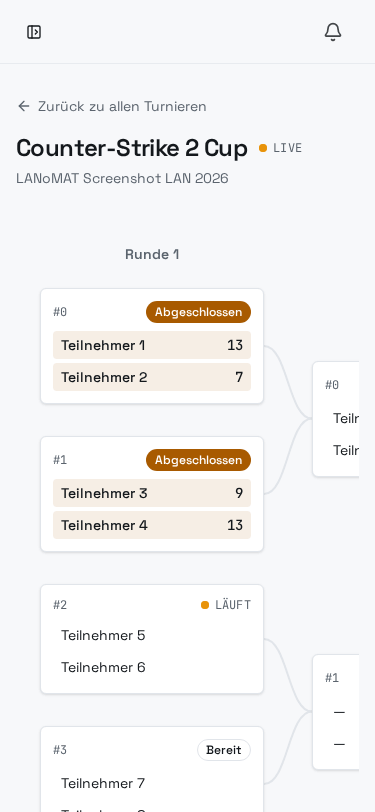 Zurück zu allen Turnieren
Counter-Strike 2 Cup
LIVE
LANoMAT Screenshot LAN 2026
Runde 1
#0 Abgeschlossen
Teilnehmer 1 13
Teilnehmer 2 7
#1 Abgeschlossen
Teilnehmer 3 9
Teilnehmer 4 13
#2 LÄUFT
Teilnehmer 5
Teilnehmer 6
#3 Bereit
Teilnehmer 7
#0
#1
—
—